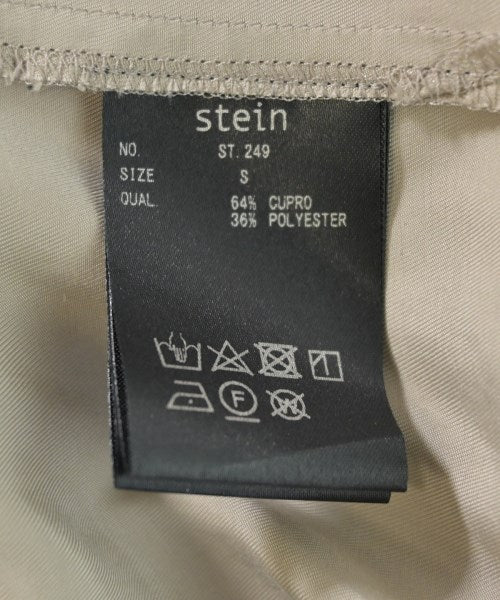 stein
NO. ST. 249
SIZE S
QUAL. 64% CUPRO
36% POLYESTER
F
W